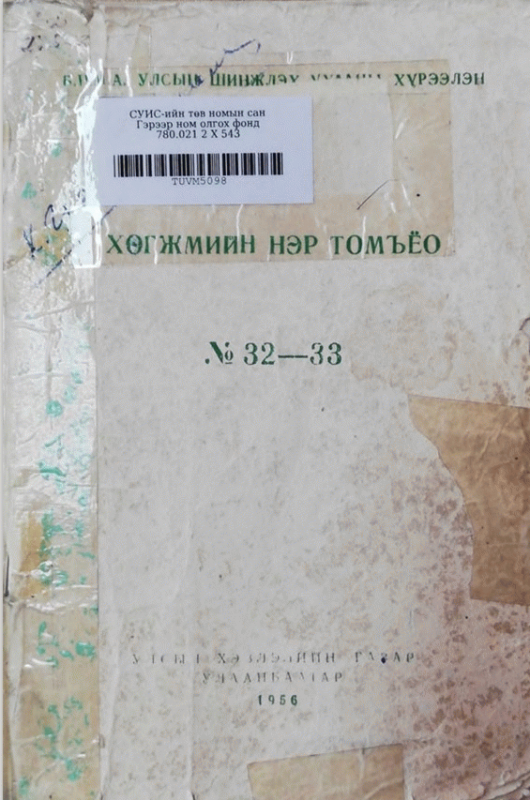 Б.Н.М.А. УЛСЫН ШИНЖЛЭХ УХААНЫ ХҮРЭЭЛЭН
СУИС-ийн төв номын сан
Гэрээр ном олгох фонд
780.021 2 Х 543
TUVM5098
ХӨГЖМИЙН НЭР ТОМЪЁО
№ 32—33
УЛСЫН ХЭВЛЭЛИЙН ГАЗАР
УЛААНБААТАР
1956